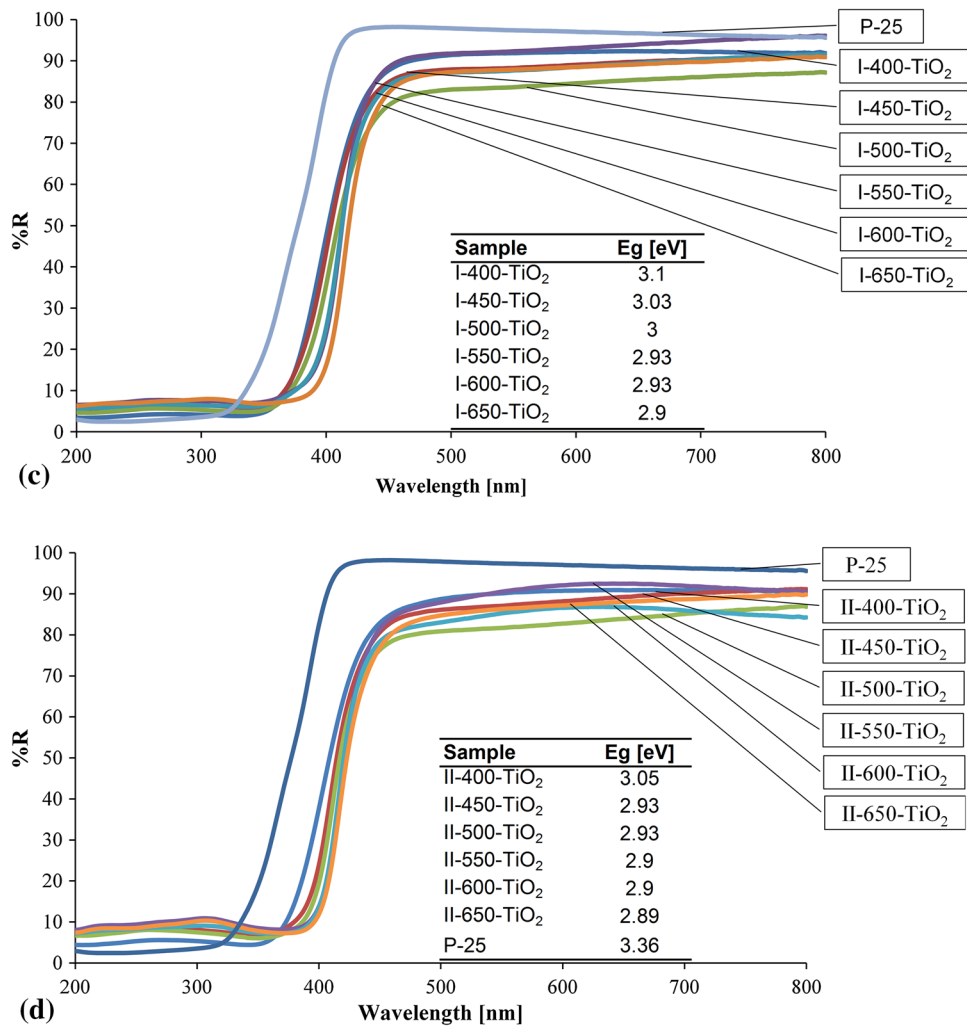 100
90
80
70
60
50
40
30
20
10
0
%R
200
300
400
500
600
700
800
Wavelength [nm]
(c)
P-25
I-400-TiO₂
I-450-TiO₂
I-500-TiO₂
I-550-TiO₂
I-600-TiO₂
I-650-TiO₂
Sample Eg [eV]
I-400-TiO₂ 3.1
I-450-TiO₂ 3.03
I-500-TiO₂ 3
I-550-TiO₂ 2.93
I-600-TiO₂ 2.93
I-650-TiO₂ 2.9
100
90
80
70
60
50
40
30
20
10
0
%R
200
300
400
500
600
700
800
Wavelength [nm]
(d)
P-25
II-400-TiO₂
II-450-TiO₂
II-500-TiO₂
II-550-TiO₂
II-600-TiO₂
II-650-TiO₂
Sample Eg [eV]
II-400-TiO₂ 3.05
II-450-TiO₂ 2.93
II-500-TiO₂ 2.93
II-550-TiO₂ 2.9
II-600-TiO₂ 2.9
II-650-TiO₂ 2.89
P-25 3.36